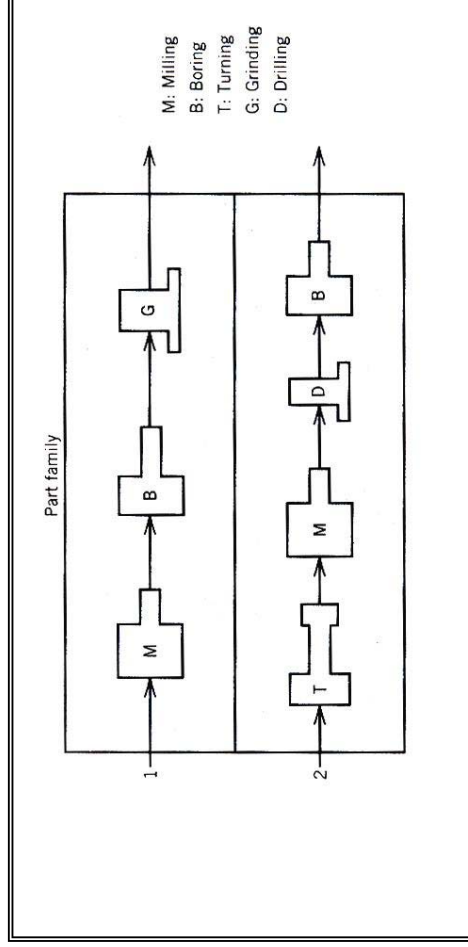 Part family
1
M
B
G
2
T
M
D
B
M: Milling
B: Boring
T: Turning
G: Grinding
D: Drilling